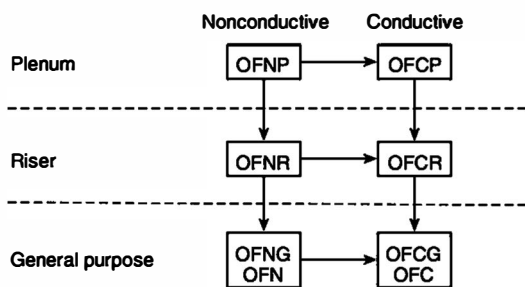 Nonconductive Conductive
Plenum OFNP OFCP
Riser OFNR OFCR
General purpose OFNG OFCG
OFN OFC